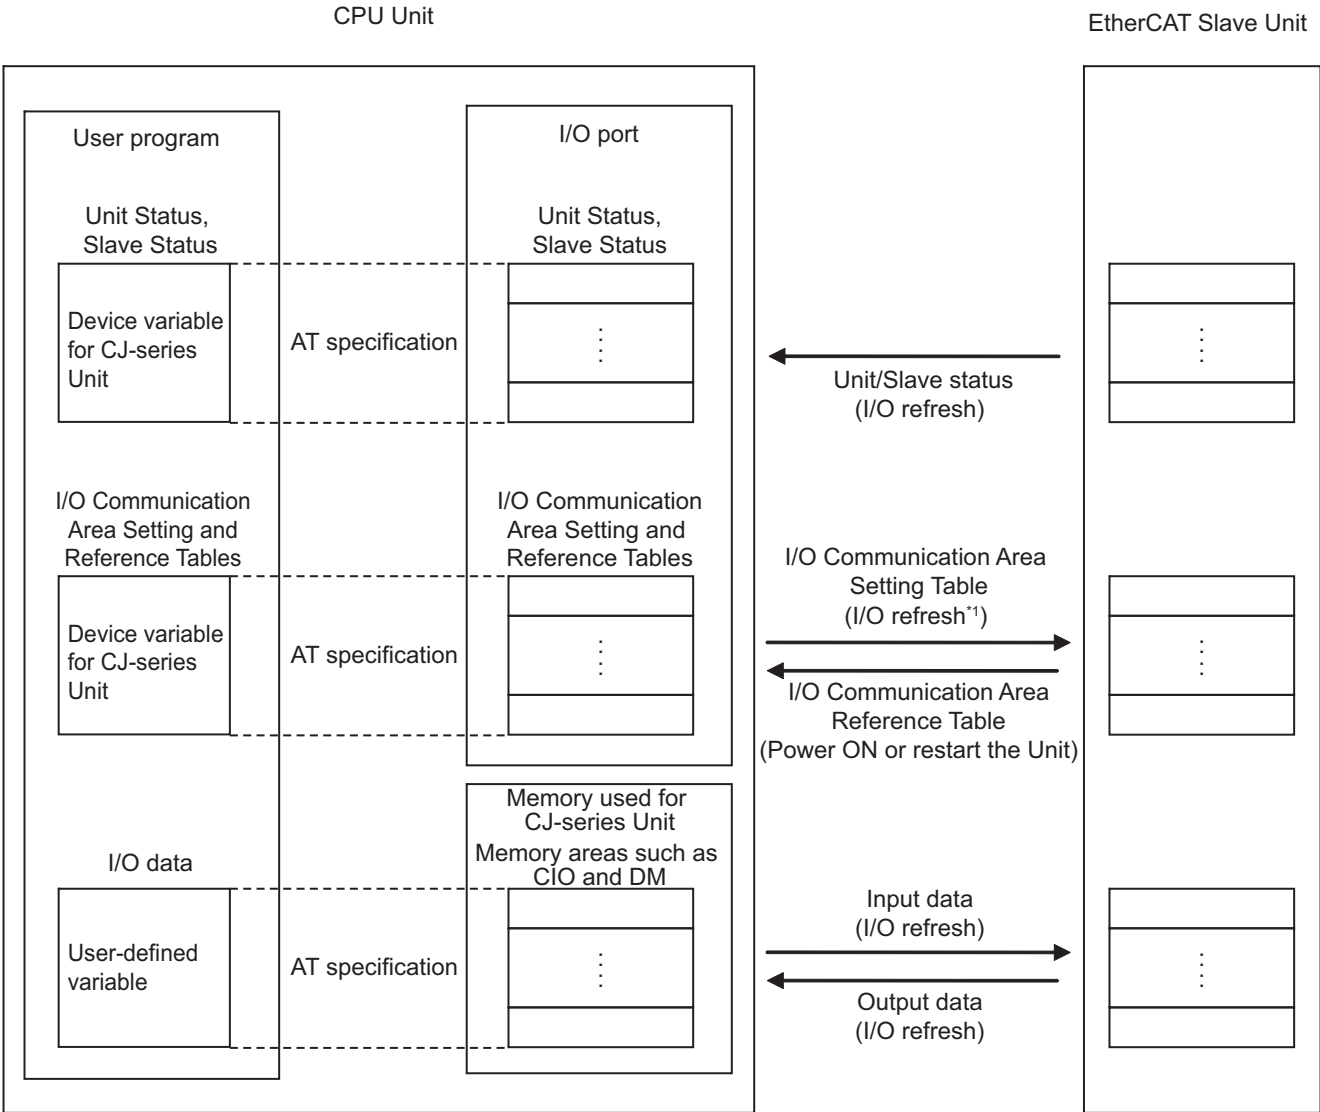 CPU Unit
EtherCAT Slave Unit
User program
I/O port
Unit Status,
Slave Status
Unit Status,
Slave Status
Device variable
for CJ-series
Unit
AT specification
Unit/Slave status
(I/O refresh)
I/O Communication
Area Setting and
Reference Tables
I/O Communication
Area Setting and
Reference Tables
Device variable
for CJ-series
Unit
AT specification
I/O Communication Area
Setting Table
(I/O refresh*1)
I/O Communication Area
Reference Table
(Power ON or restart the Unit)
Memory used for
CJ-series Unit
Memory areas such as
CIO and DM
I/O data
User-defined
variable
AT specification
Input data
(I/O refresh)
Output data
(I/O refresh)